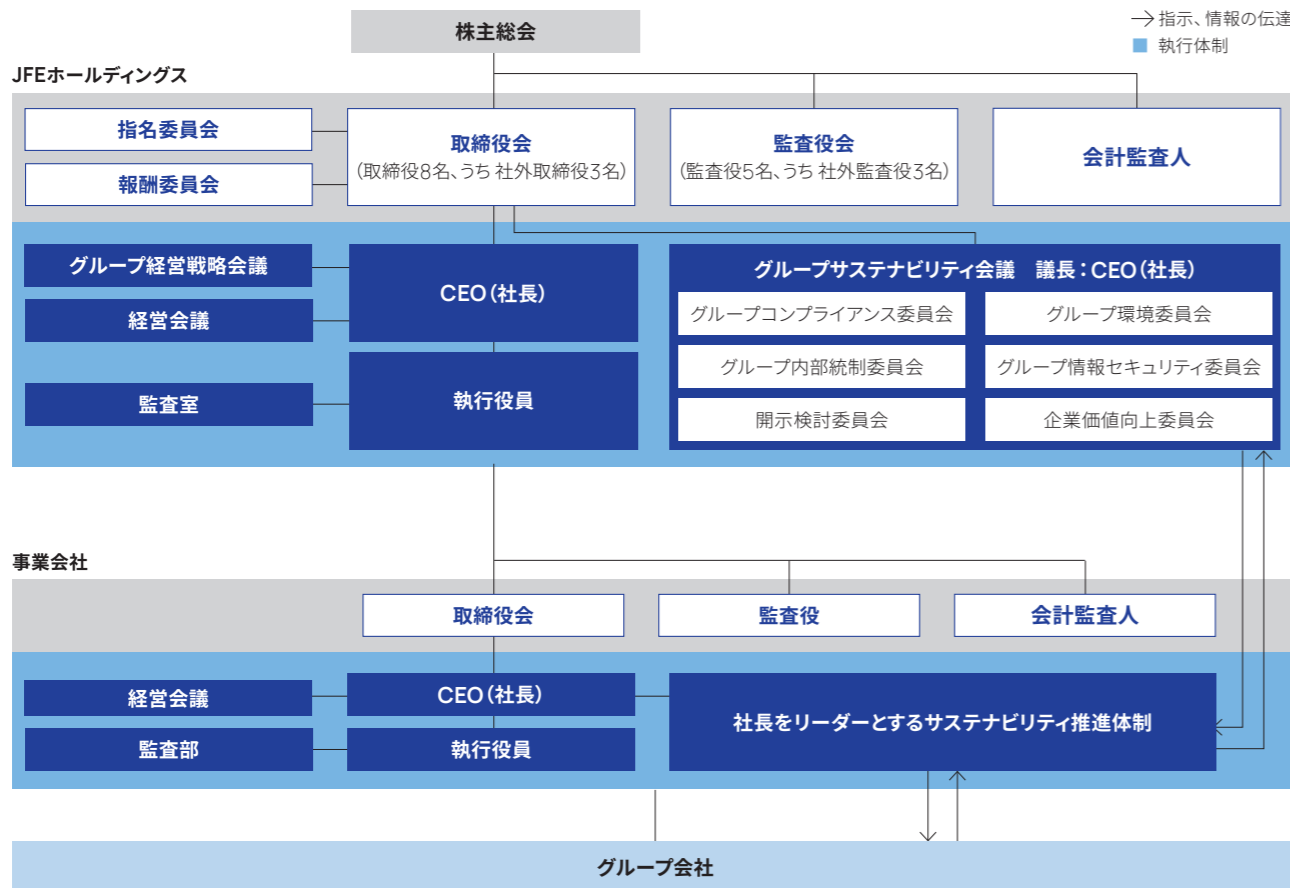 株主総会
→指示、情報の伝達
執行体制
JFEホールディングス
指名委員会
報酬委員会
取締役会
(取締役8名、うち 社外取締役3名)
監査役会
(監査役5名、うち 社外監査役3名)
会計監査人
グループ経営戦略会議
経営会議
監査室
CEO(社長)
執行役員
グループサステナビリティ会議 議長:CEO(社長)
グループコンプライアンス委員会
グループ環境委員会
グループ内部統制委員会
グループ情報セキュリティ委員会
開示検討委員会
企業価値向上委員会
事業会社
取締役会
監査役
会計監査人
経営会議
CEO(社長)
監査部
執行役員
社長をリーダーとするサステナビリティ推進体制
グループ会社